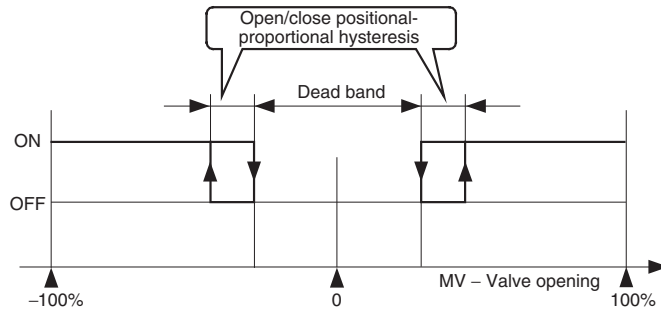 Open/close positional-
proportional hysteresis
Dead band
ON
OFF
MV – Valve opening
–100%
0
100%